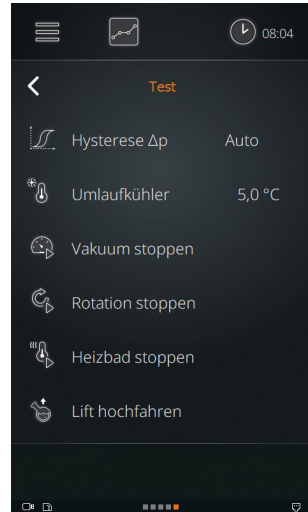 08:04
Test
Hysterese Δp Auto
Umlaufkühler 5,0 °C
Vakuum stoppen
Rotation stoppen
Heizbad stoppen
Lift hochfahren